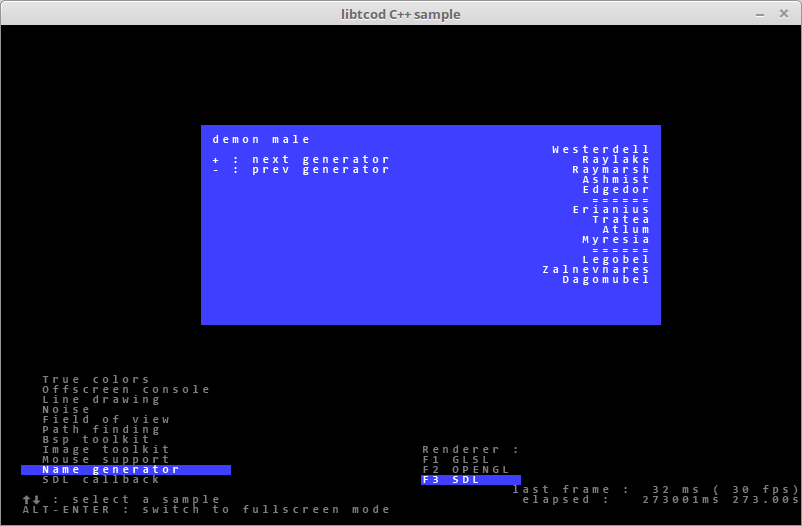 libtcod C++ sample
demon male
+ : next generator
- : prev generator
Westerdell
Raylake
Raymarsh
Ashmist
Edgedor
======
Erianius
Tratea
Atlum
Myresia
======
Legobel
Zalnevnares
Dagomubel
True colors
Offscreen console
Line drawing
Noise
Field of view
Path finding
Bsp toolkit
Image toolkit
Mouse support
Name generator
SDL callback
↑↓ : select a sample
ALT-ENTER : switch to fullscreen mode
Renderer :
F1 GLSL
F2 OPENGL
F3 SDL
last frame :  32 ms ( 30 fps)
elapsed :   273001ms 273.00s